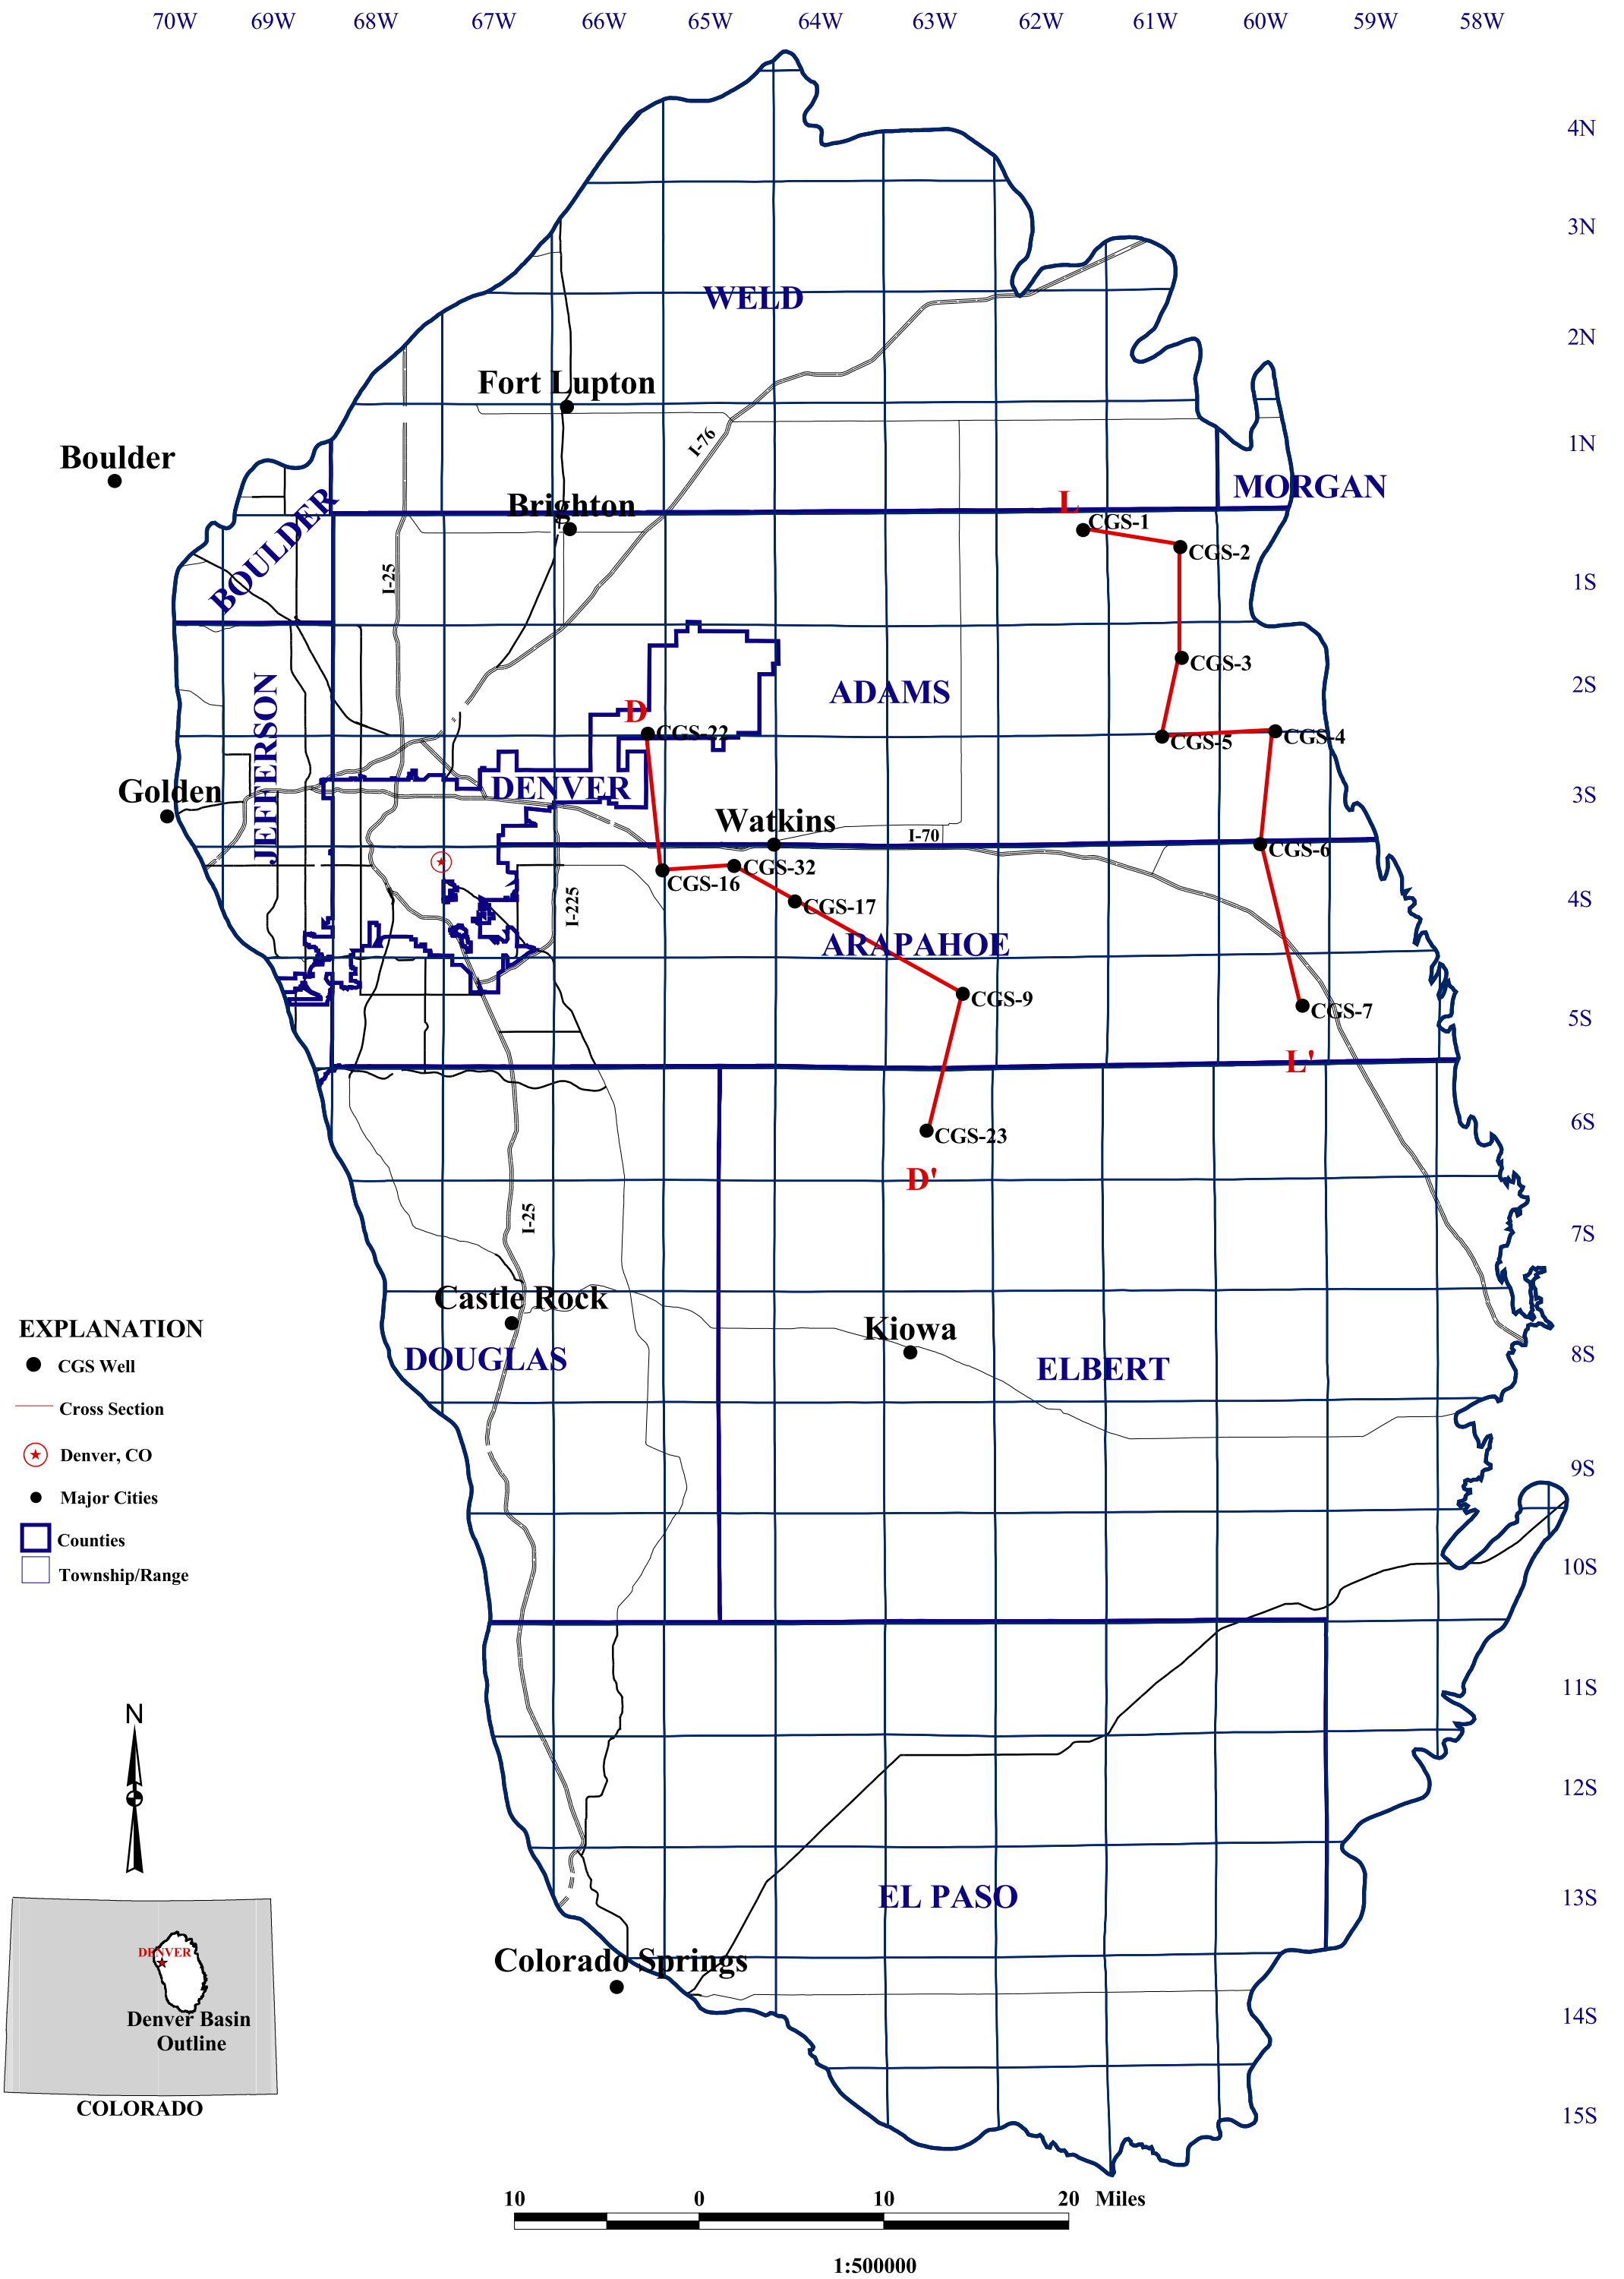 70W 69W 68W 67W 66W 65W 64W 63W 62W 61W 60W 59W 58W
4N
3N
WELD
2N
Fort Lupton
I-76
1N
Boulder
MORGAN
L
Brighton
CGS-1
BOULDER
CGS-2
I-25
1S
CGS-3
2S
JEFFERSON
ADAMS
D
CGS-22
CGS-5
CGS-4
Golden
DENVER
3S
Watkins
I-70
CGS-6
CGS-32
CGS-16
I-225
CGS-17
4S
ARAPAHOE
CGS-9
CGS-7
5S
L'
6S
CGS-23
D'
I-25
7S
Castle Rock
Kiowa
DOUGLAS
ELBERT
8S
EXPLANATION
CGS Well
Cross Section
Denver, CO
Major Cities
Counties
Township/Range
9S
10S
11S
N
12S
EL PASO
13S
Colorado Springs
DENVER
Denver Basin
Outline
14S
COLORADO
15S
10 0 10 20 Miles
1:500000